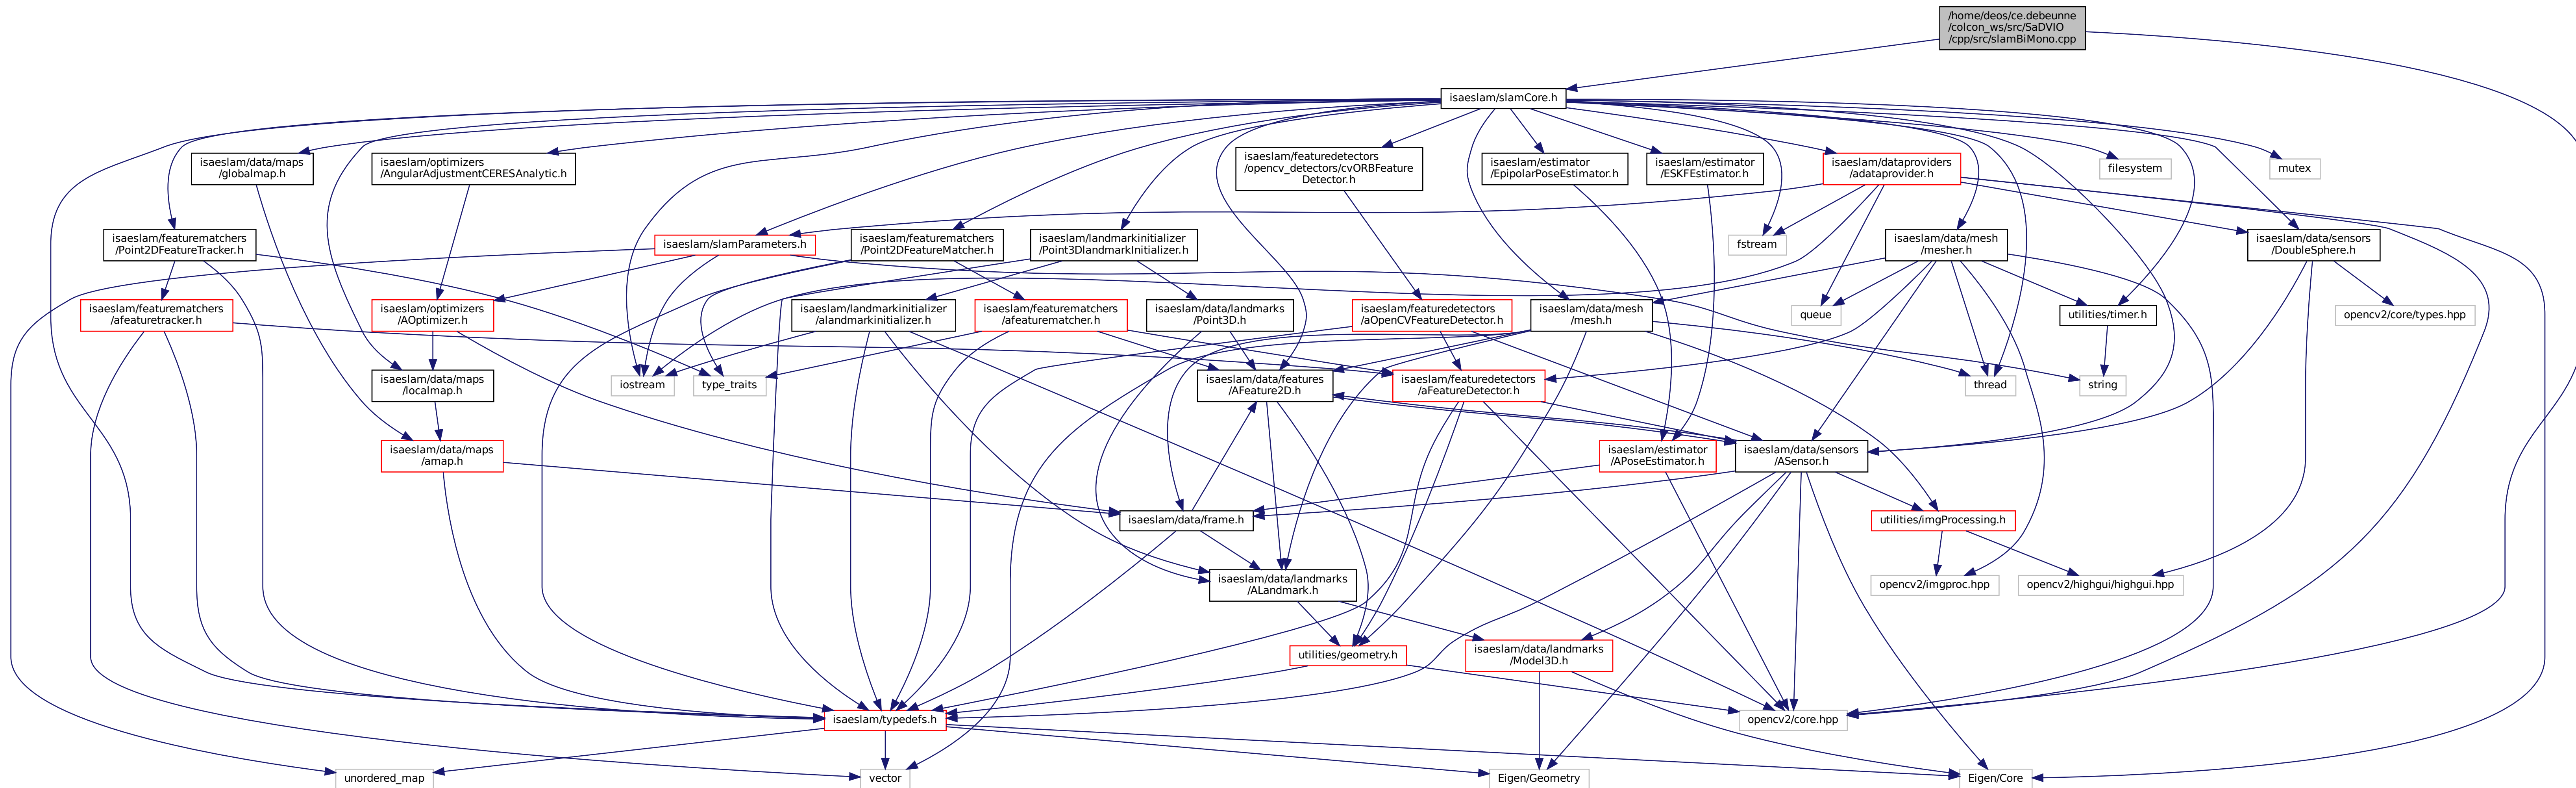 /home/deos/ce.debeunne
/colcon_ws/src/SaDVIO
/cpp/src/slamBiMono.cpp
isaeslam/slamCore.h
isaeslam/data/maps
/globalmap.h
isaeslam/optimizers
/AngularAdjustmentCERESAnalytic.h
isaeslam/featuredetectors
/opencv_detectors/cvORBFeature
Detector.h
isaeslam/estimator
/EpipolarPoseEstimator.h
isaeslam/estimator
/ESKFEstimator.h
isaeslam/dataproviders
/adataprovider.h
filesystem
mutex
isaeslam/featurematchers
/Point2DFeatureTracker.h
isaeslam/slamParameters.h
isaeslam/featurematchers
/Point2DFeatureMatcher.h
isaeslam/landmarkinitializer
/Point3DlandmarkInitializer.h
fstream
isaeslam/data/mesh
/mesher.h
isaeslam/data/sensors
/DoubleSphere.h
isaeslam/featurematchers
/afeaturetracker.h
isaeslam/optimizers
/AOptimizer.h
isaeslam/landmarkinitializer
/alandmarkinitializer.h
isaeslam/featurematchers
/afeaturematcher.h
isaeslam/data/landmarks
/Point3D.h
isaeslam/featuredetectors
/aOpenCVFeatureDetector.h
isaeslam/data/mesh
/mesh.h
queue
utilities/timer.h
opencv2/core/types.hpp
isaeslam/data/maps
/localmap.h
iostream
type_traits
isaeslam/data/features
/AFeature2D.h
isaeslam/featuredetectors
/aFeatureDetector.h
thread
string
isaeslam/data/maps
/amap.h
isaeslam/estimator
/APoseEstimator.h
isaeslam/data/sensors
/ASensor.h
isaeslam/data/frame.h
utilities/imgProcessing.h
isaeslam/data/landmarks
/ALandmark.h
opencv2/imgproc.hpp
opencv2/highgui/highgui.hpp
utilities/geometry.h
isaeslam/data/landmarks
/Model3D.h
isaeslam/typedefs.h
opencv2/core.hpp
unordered_map
vector
Eigen/Geometry
Eigen/Core